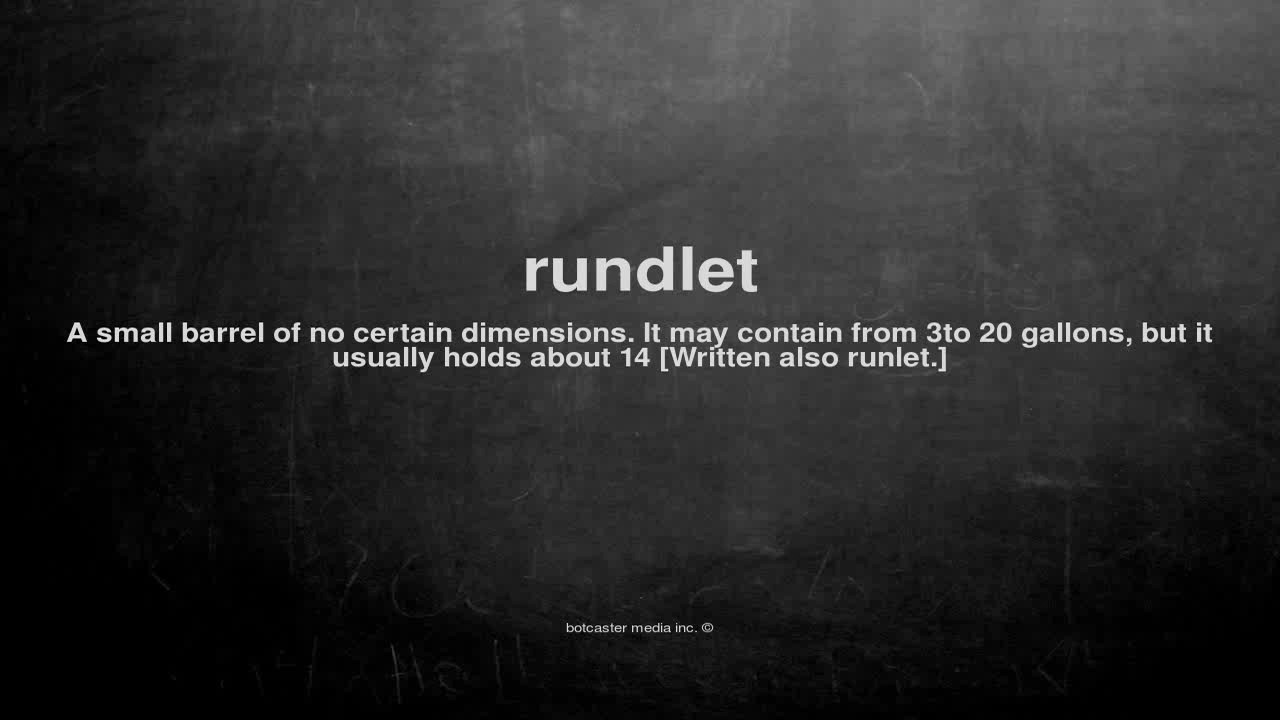 rundlet
A small barrel of no certain dimensions. It may contain from 3to 20 gallons, but it
usually holds about 14 [Written also runlet.]
botcaster media inc. ©